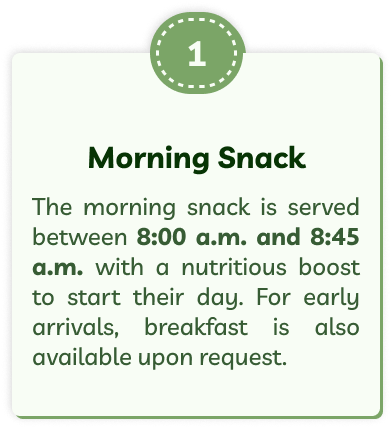 1
Morning Snack
The morning snack is served
between 8:00 a.m. and 8:45
a.m. with a nutritious boost
to start their day. For early
arrivals, breakfast is also
available upon request.